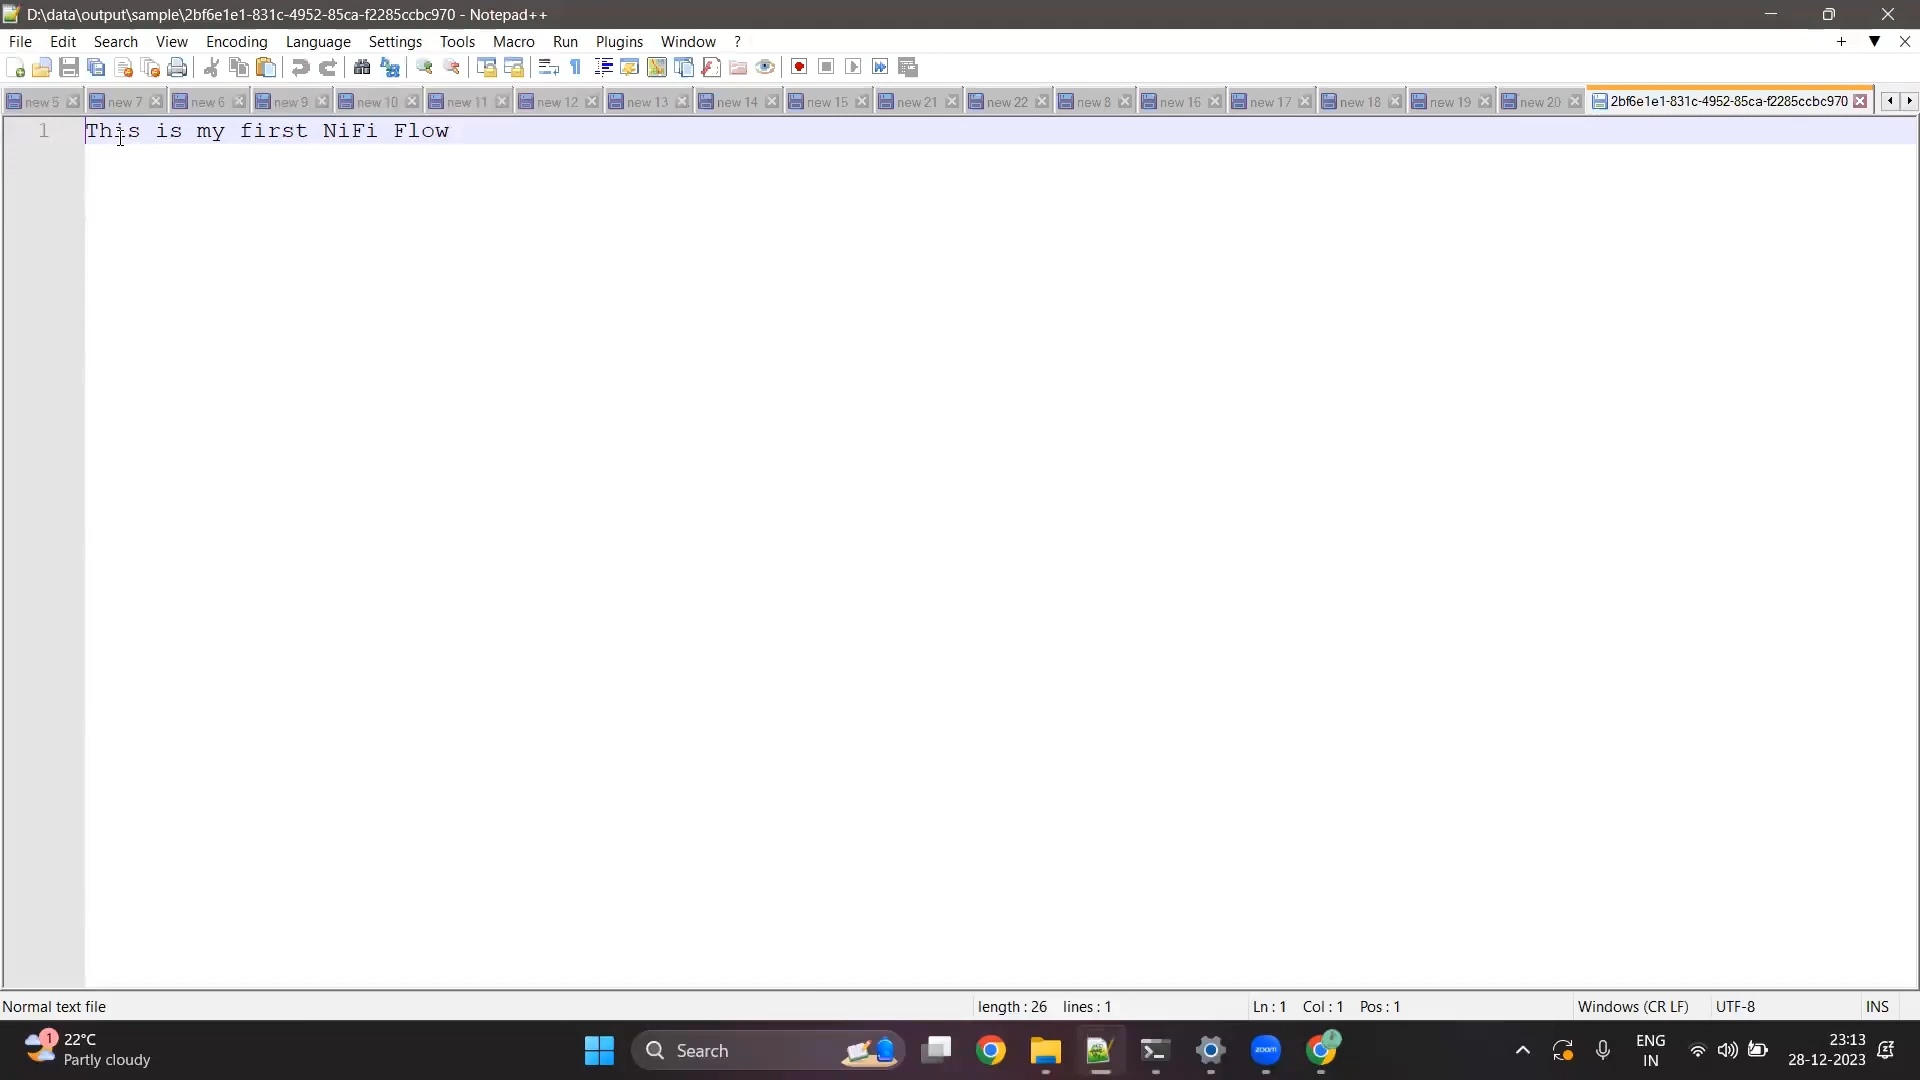 D:\data\output\sample\2bf6e1e1-831c-4952-85ca-f2285ccbc970 - Notepad++
File Edit Search View Encoding Language Settings Tools Macro Run Plugins Window ?
new 5 new 7 new 6 new 9 new 10 new 11 new 12 new 13 new 14 new 15 new 21 new 22 new 8 new 16 new 17 new 18 new 19 new 20 2bf6e1e1-831c-4952-85ca-f2285ccbc970
1 This is my first NiFi Flow
Normal text file length : 26 lines : 1 Ln : 1 Col : 1 Pos : 1 Windows (CR LF) UTF-8 INS
1 22°C
Partly cloudy
Search
zoom
ENG
IN
23:13
28-12-2023